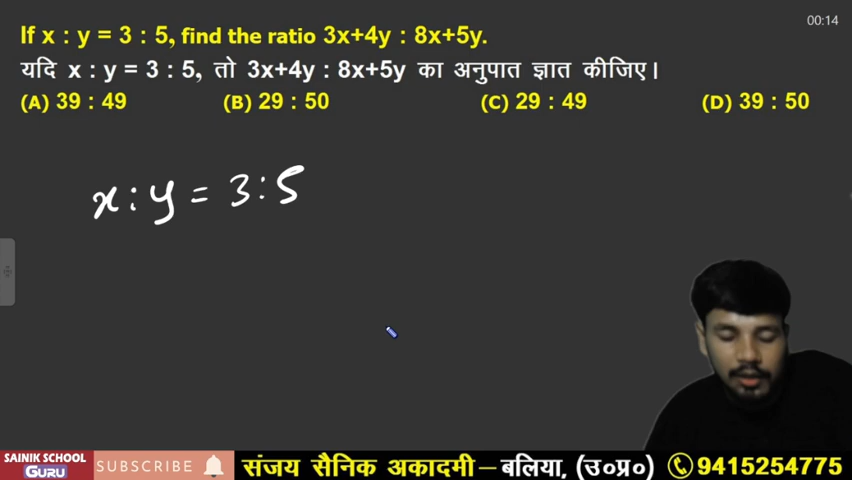 00:14
If x : y = 3 : 5, find the ratio 3x+4y : 8x+5y.
यदि x : y = 3 : 5, तो 3x+4y : 8x+5y का अनुपात ज्ञात कीजिए।
(A) 39 : 49 (B) 29 : 50 (C) 29 : 49 (D) 39 : 50
x : y = 3 : 5
SAINIK SCHOOL
GURU
SUBSCRIBE
संजय सैनिक अकादमी – बलिया, (उ०प्र०) 9415254775